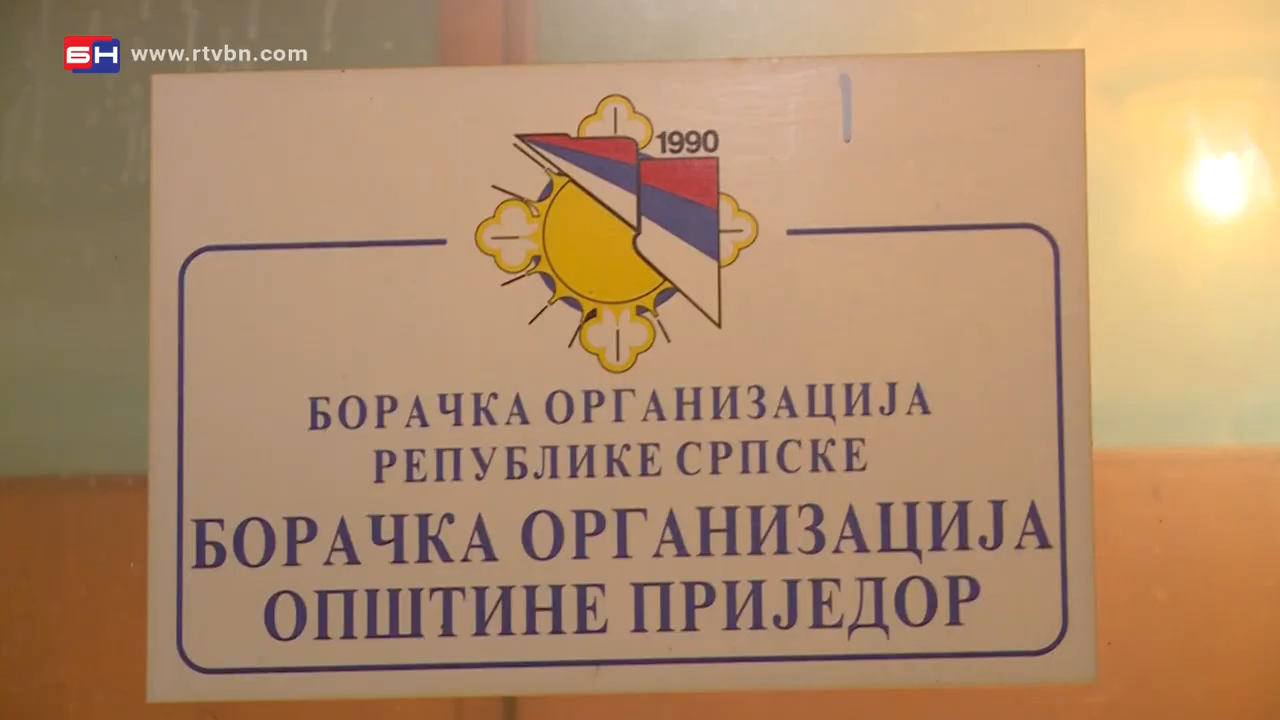 БН www.rtvbn.com
1990
БОРАЧКА ОРГАНИЗАЦИЈА
РЕПУБЛИКЕ СРПСКЕ
БОРАЧКА ОРГАНИЗАЦИЈА
ОПШТИНЕ ПРИЈЕДОР